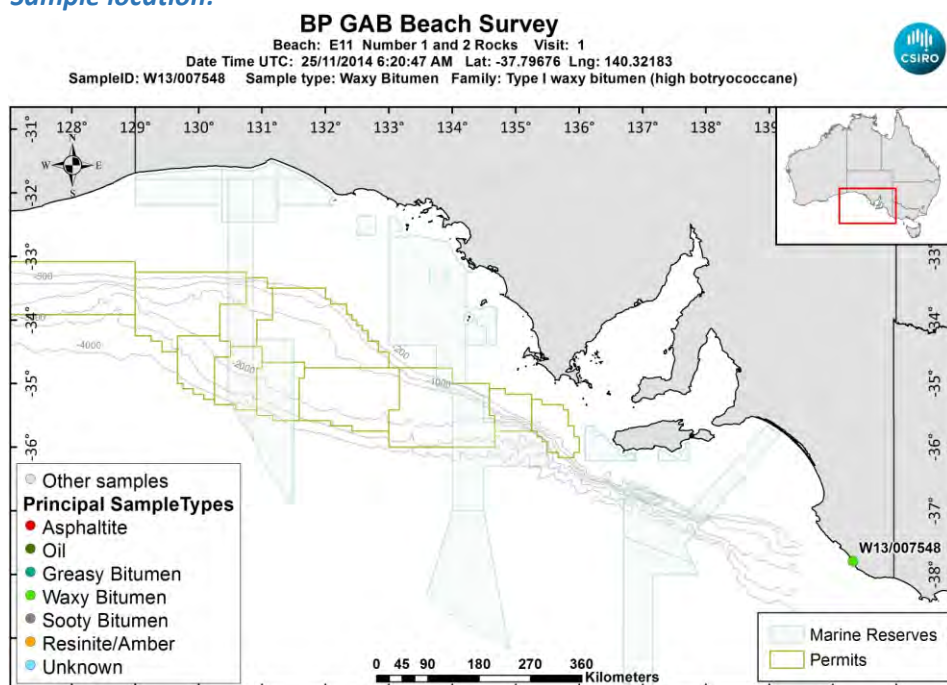 Sample location:
BP GAB Beach Survey
Beach: E11 Number 1 and 2 Rocks Visit: 1
Date Time UTC: 25/11/2014 6:20:47 AM Lat: -37.79676 Lng: 140.32183
SampleID: W13/007548 Sample type: Waxy Bitumen Family: Type I waxy bitumen (high botryococcane)
CSIRO
128° 129° 130° 131° 132° 133° 134° 135° 136° 137° 138° 139
-31°
N
W E
S
-32°
-33°
-34°
-34°
-4000
-2000
-200
-1000
-35°
-35°
-36°
-36°
-37°
W13/007548
-38°
Other samples
Principal SampleTypes
Asphaltite
Oil
Greasy Bitumen
Waxy Bitumen
Sooty Bitumen
Resinite/Amber
Unknown
0 45 90 180 270 360
Kilometers
Marine Reserves
Permits